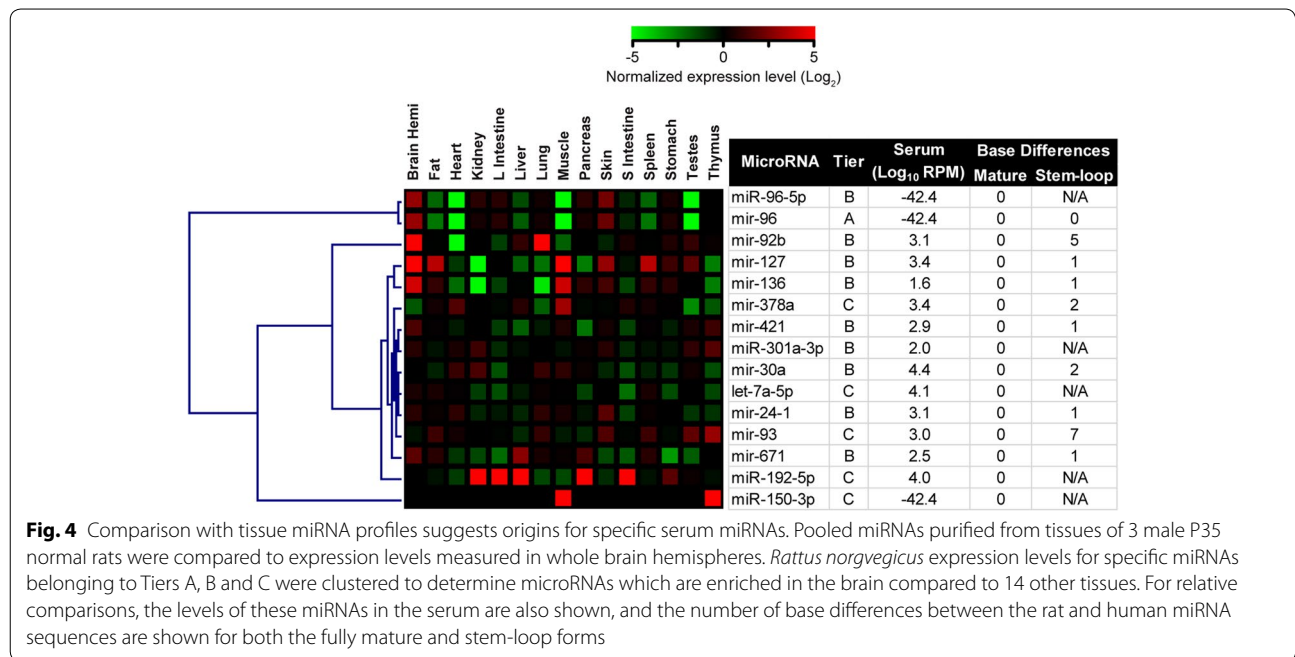 -5 0 5
Normalized expression level (Log₂)
Brain Hemi
Fat
Heart
Kidney
L Intestine
Liver
Lung
Muscle
Pancreas
Skin
S Intestine
Spleen
Stomach
Testes
Thymus
MicroRNA Tier Serum (Log₁₀ RPM) Base Differences Mature Stem-loop
miR-96-5p B -42.4 0 N/A
mir-96 A -42.4 0 0
mir-92b B 3.1 0 5
mir-127 B 3.4 0 1
mir-136 B 1.6 0 1
mir-378a C 3.4 0 2
mir-421 B 2.9 0 1
miR-301a-3p B 2.0 0 N/A
mir-30a B 4.4 0 2
let-7a-5p C 4.1 0 N/A
mir-24-1 B 3.1 0 1
mir-93 C 3.0 0 7
mir-671 B 2.5 0 1
miR-192-5p C 4.0 0 N/A
miR-150-3p C -42.4 0 N/A
Fig. 4 Comparison with tissue miRNA profiles suggests origins for specific serum miRNAs. Pooled miRNAs purified from tissues of 3 male P35
normal rats were compared to expression levels measured in whole brain hemispheres. Rattus norgvegicus expression levels for specific miRNAs
belonging to Tiers A, B and C were clustered to determine microRNAs which are enriched in the brain compared to 14 other tissues. For relative
comparisons, the levels of these miRNAs in the serum are also shown, and the number of base differences between the rat and human miRNA
sequences are shown for both the fully mature and stem-loop forms